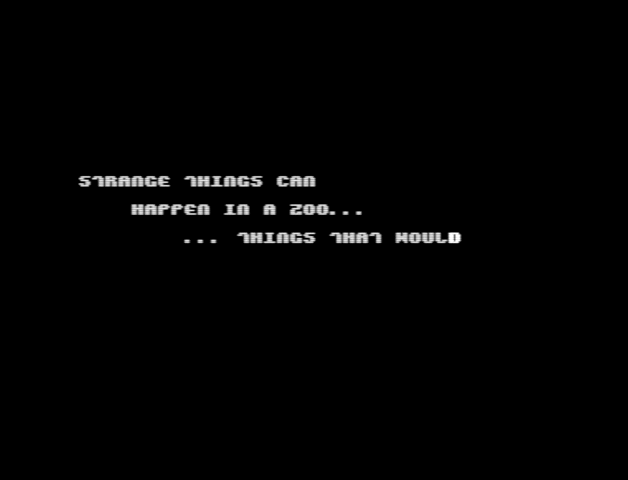 STRANGE THINGS CAN
HAPPEN IN A ZOO...
... THINGS THAT WOULD